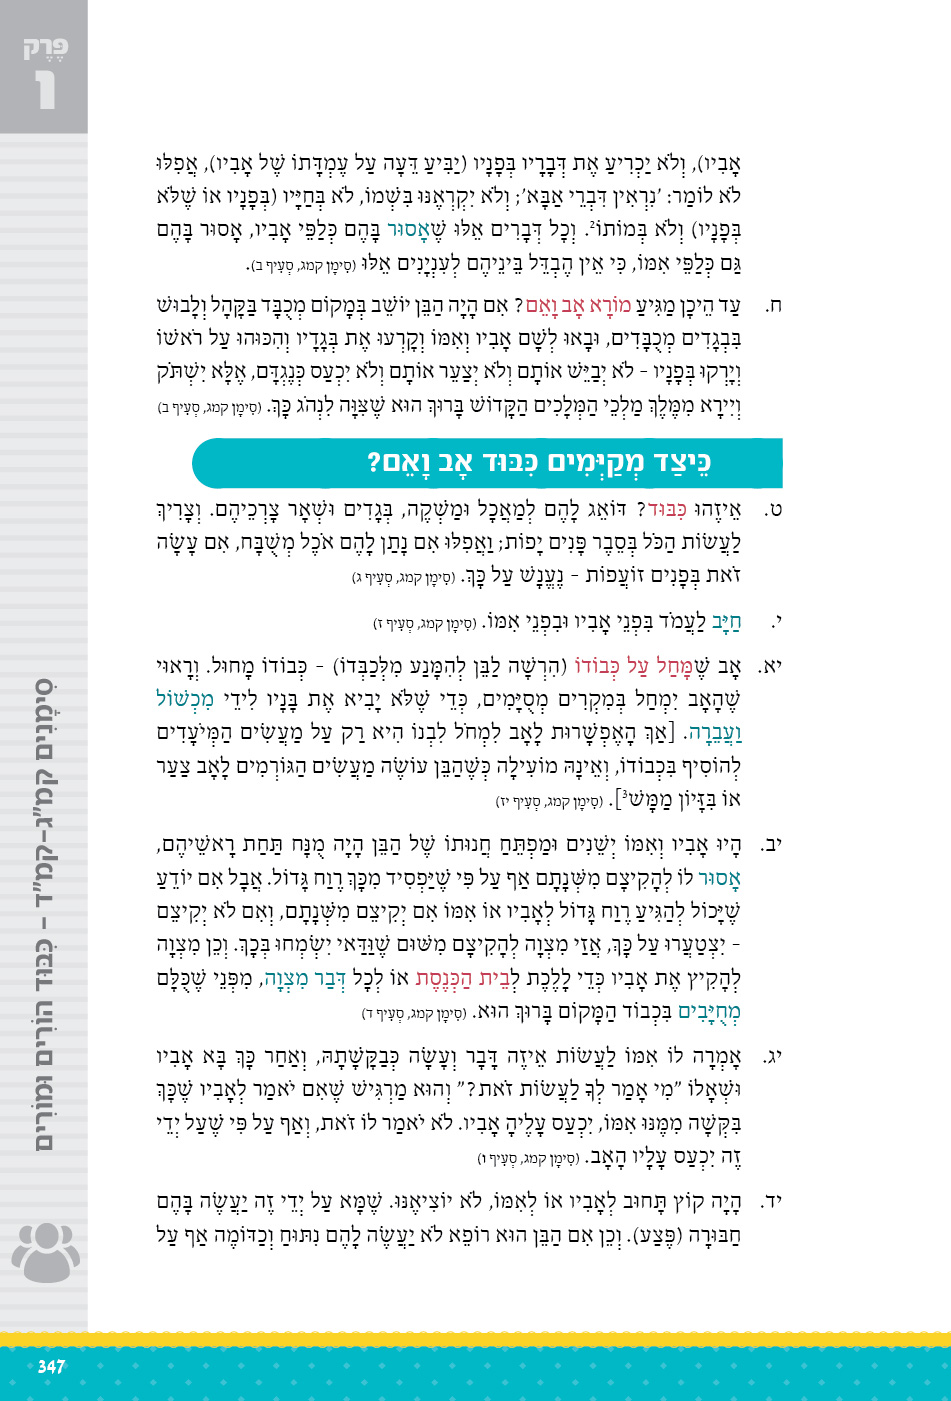 פֶּרֶק
ו
אָבִיו), וְלֹא יַכְרִיעַ אֶת דְּבָרָיו בְּפָנָיו (יַבִּיעַ דֵּעָה עַל עֶמְדָּתוֹ שֶׁל אָבִיו), אֲפִלּוּ
לֹא לוֹמַר: 'נִרְאִין דִּבְרֵי אַבָּא'; וְלֹא יִקְרְאֶנּוּ בִּשְׁמוֹ, לֹא בְּחַיָּיו (בְּפָנָיו אוֹ שֶׁלֹּא
בְּפָנָיו) וְלֹא בְּמוֹתוֹ². וְכָל דְּבָרִים אֵלּוּ שֶׁאָסוּר בָּהֶם כְּלַפֵּי אָבִיו, אָסוּר בָּהֶם
גַּם כְּלַפֵּי אִמּוֹ, כִּי אֵין הֶבְדֵּל בֵּינֵיהֶם לְעִנְיָנִים אֵלּוּ (סִימָן קמג, סְעִיף ב).
ח. עַד הֵיכָן מַגִּיעַ מוֹרָא אָב וָאֵם? אִם הָיָה הַבֵּן יוֹשֵׁב בְּמָקוֹם מְכֻבָּד בַּקָּהָל וְלָבוּשׁ
בִּבְגָדִים מְכֻבָּדִים, וּבָאוּ לְשָׁם אָבִיו וְאִמּוֹ וְקָרְעוּ אֶת בְּגָדָיו וְהִכּוּהוּ עַל רֹאשׁוֹ
וְיָרְקוּ בְּפָנָיו – לֹא יְבַיֵּשׁ אוֹתָם וְלֹא יְצַעֵר אוֹתָם וְלֹא יִכְעַס כְּנֶגְדָּם, אֶלָּא יִשְׁתֹּק
וְיִירָא מִמֶּלֶךְ מַלְכֵי הַמְּלָכִים הַקָּדוֹשׁ בָּרוּךְ הוּא שֶׁצִּוָּה לִנְהֹג כָּךְ. (סִימָן קמג, סְעִיף ב)
כֵּיצַד מְקַיְּמִים כִּבּוּד אָב וָאֵם?
ט. אֵיזֶהוּ כִּבּוּד? דּוֹאֵג לָהֶם לְמַאֲכָל וּמַשְׁקֶה, בְּגָדִים וּשְׁאָר צָרְכֵיהֶם. וְצָרִיךְ
לַעֲשׂוֹת הַכֹּל בְּסֵבֶר פָּנִים יָפוֹת; וַאֲפִלּוּ אִם נָתַן לָהֶם אֹכֶל מְשֻׁבָּח, אִם עָשָׂה
זֹאת בְּפָנִים זוֹעֲפוֹת – נֶעֱנָשׁ עַל כָּךְ. (סִימָן קמג, סְעִיף ג)
י. חַיָּב לַעֲמֹד בִּפְנֵי אָבִיו וּבִפְנֵי אִמּוֹ. (סִימָן קמג, סְעִיף ז)
יא. אָב שֶׁמָּחַל עַל כְּבוֹדוֹ (הִרְשָׁה לַבֵּן לְהִמָּנַע מִלְּכַבְּדוֹ) – כְּבוֹדוֹ מָחוּל. וְרָאוּי
שֶׁהָאָב יִמְחַל בְּמִקְרִים מְסֻיָּמִים, כְּדֵי שֶׁלֹּא יָבִיא אֶת בָּנָיו לִידֵי מִכְשׁוֹל
וַעֲבֵרָה. [אַךְ הָאֶפְשָׁרוּת לָאָב לִמְחֹל לִבְנוֹ הִיא רַק עַל מַעֲשִׂים הַמְּיֹעָדִים
לְהוֹסִיף בִּכְבוֹדוֹ, וְאֵינָהּ מוֹעִילָה כְּשֶׁהַבֵּן עוֹשֶׂה מַעֲשִׂים הַגּוֹרְמִים לָאָב צַעַר
אוֹ בִּזָּיוֹן מַמָּשׁ³]. (סִימָן קמג, סְעִיף יז)
יב. הָיוּ אָבִיו וְאִמּוֹ יְשֵׁנִים וּמַפְתֵּחַ חֲנוּתוֹ שֶׁל הַבֵּן הָיָה מֻנָּח תַּחַת רָאשֵׁיהֶם,
אָסוּר לוֹ לְהָקִיצָם מִשְּׁנָתָם אַף עַל פִּי שֶׁיַּפְסִיד מִכָּךְ רֶוַח גָּדוֹל. אֲבָל אִם יוֹדֵעַ
שֶׁיָּכוֹל לְהַגִּיעַ רֶוַח גָּדוֹל לְאָבִיו אוֹ אִמּוֹ אִם יְקִיצֵם מִשְּׁנָתָם, וְאִם לֹא יְקִיצֵם
– יִצְטַעֲרוּ עַל כָּךְ, אֲזַי מִצְוָה לְהָקִיצָם מִשּׁוּם שֶׁוַּדַּאי יִשְׂמְחוּ בְּכָךְ. וְכֵן מִצְוָה
לְהָקִיץ אֶת אָבִיו כְּדֵי לָלֶכֶת לְבֵית הַכְּנֶסֶת אוֹ לְכָל דְּבַר מִצְוָה, מִפְּנֵי שֶׁכֻּלָּם
מְחֻיָּבִים בִּכְבוֹד הַמָּקוֹם בָּרוּךְ הוּא. (סִימָן קמג, סְעִיף ד)
יג. אָמְרָה לוֹ אִמּוֹ לַעֲשׂוֹת אֵיזֶה דָּבָר וְעָשָׂה כְּבַקָּשָׁתָהּ, וְאַחַר כָּךְ בָּא אָבִיו
וּשְׁאָלוֹ "מִי אָמַר לְךָ לַעֲשׂוֹת זֹאת?" וְהוּא מַרְגִּישׁ שֶׁאִם יֹאמַר לְאָבִיו שֶׁכָּךְ
בִּקְּשָׁה מִמֶּנּוּ אִמּוֹ, יִכְעַס עָלֶיהָ אָבִיו. לֹא יֹאמַר לוֹ זֹאת, וְאַף עַל פִּי שֶׁעַל יְדֵי
זֶה יִכְעַס עָלָיו הָאָב. (סִימָן קמג, סְעִיף ו)
יד. הָיָה קוֹץ תָּחוּב לְאָבִיו אוֹ לְאִמּוֹ, לֹא יוֹצִיאֶנּוּ. שֶׁמָּא עַל יְדֵי זֶה יַעֲשֶׂה בָּהֶם
חַבּוּרָה (פֶּצַע). וְכֵן אִם הַבֵּן הוּא רוֹפֵא לֹא יַעֲשֶׂה לָהֶם נִתּוּחַ וְכַדּוֹמֶה אַף עַל
סִימָנִים קמ"ג–קמ"ד – כִּבּוּד הוֹרִים וּמוֹרִים
347